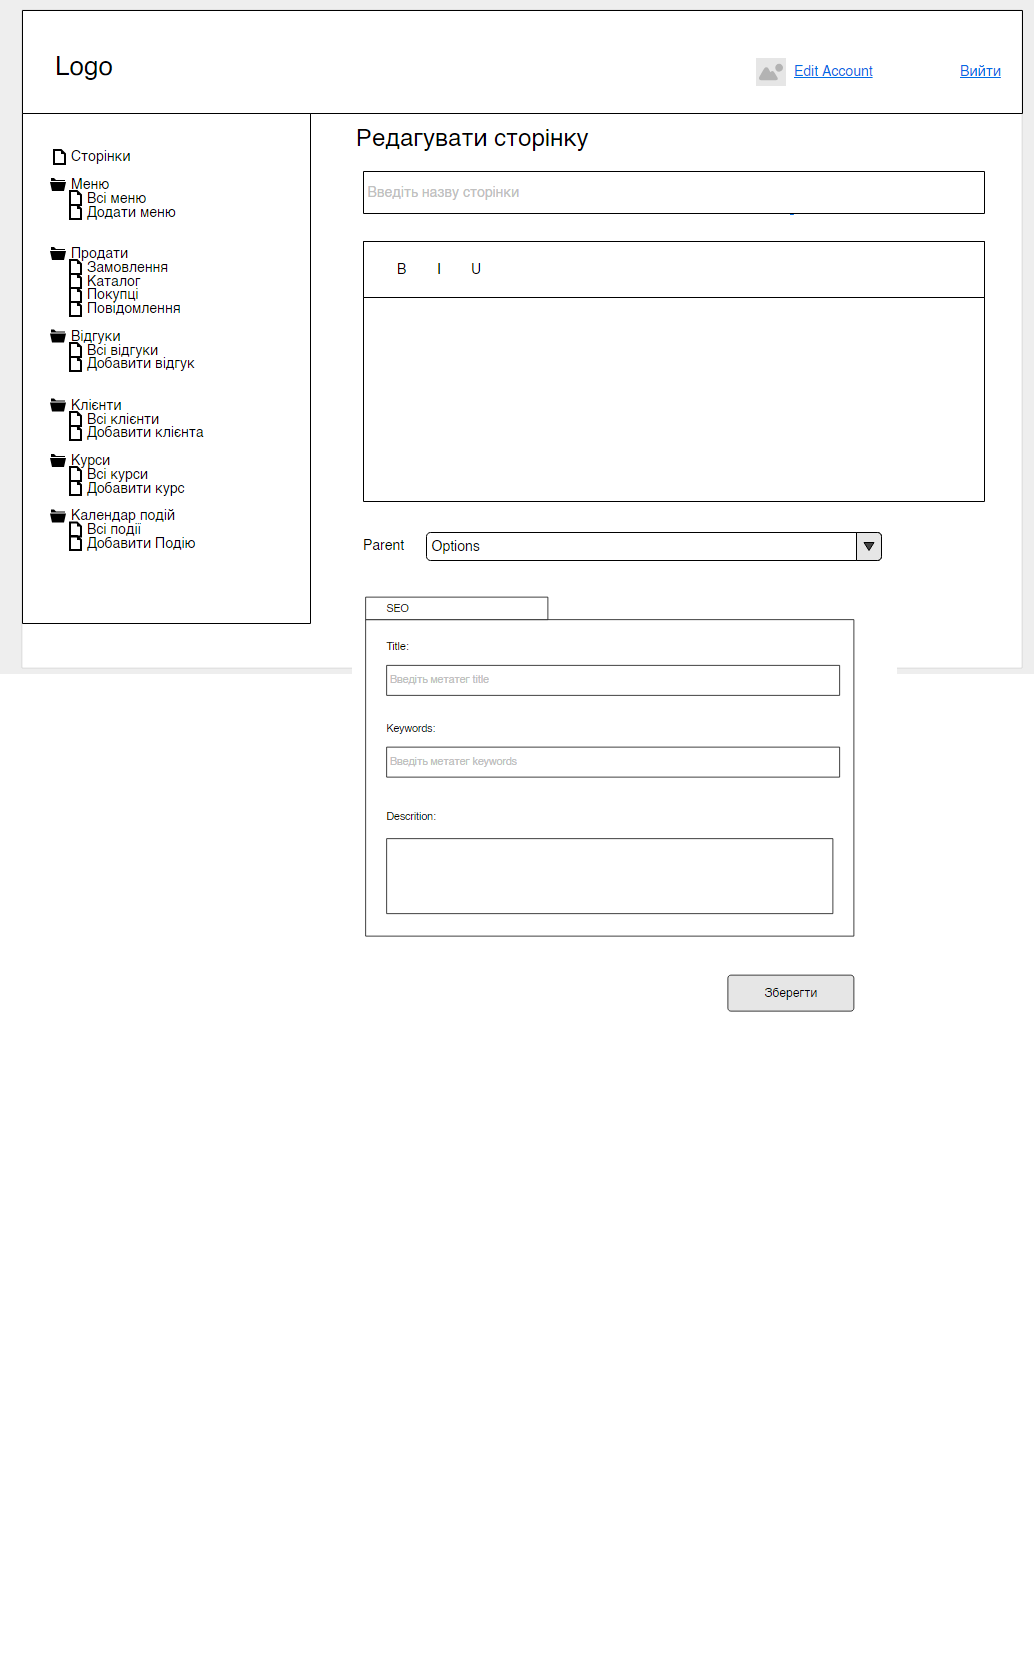 Logo
Edit Account
Вийти
Сторінки
Меню
Всі меню
Додати меню
Продати
Замовлення
Каталог
Покупці
Повідомлення
Відгуки
Всі відгуки
Добавити відгук
Клієнти
Всі клієнти
Добавити клієнта
Курси
Всі курси
Добавити курс
Календар подій
Всі події
Добавити Подію
Редагувати сторінку
Введіть назву сторінки
B I U
Parent Options
SEO
Title:
Введіть метатег title
Keywords:
Введіть метатег keywords
Descrition:
Зберегти